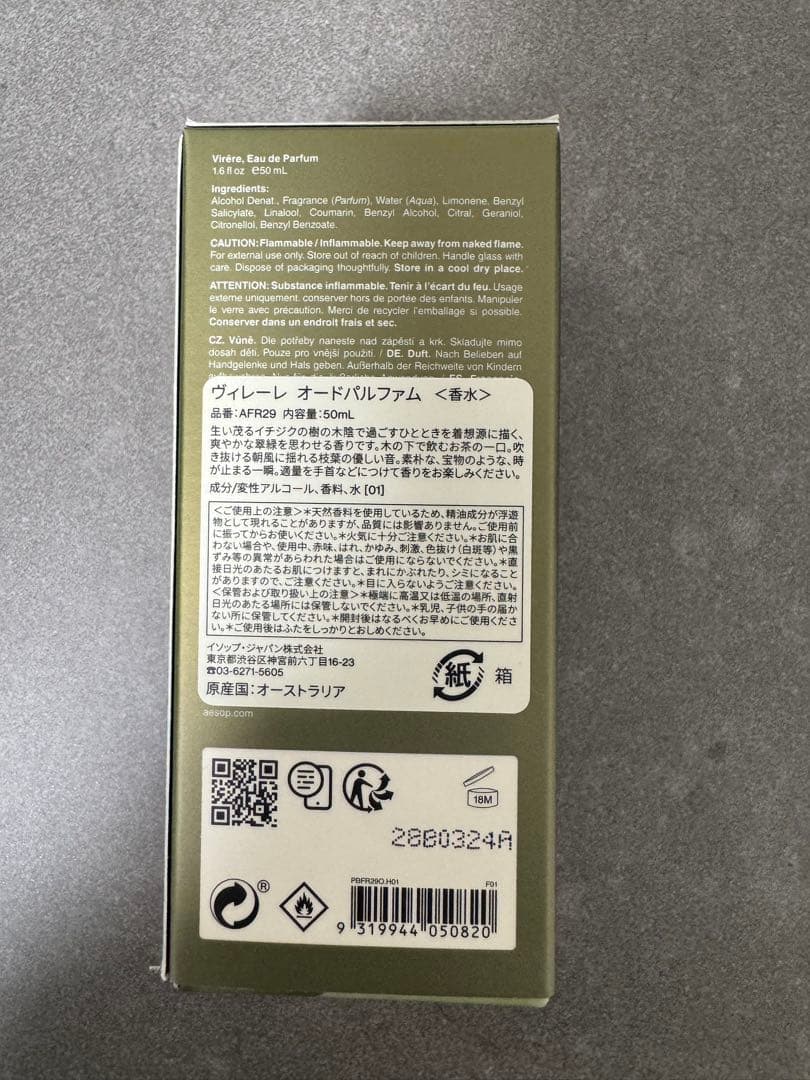 Virēre, Eau de Parfum
1.6 fl oz ℮50 mL
Ingredients:
Alcohol Denat., Fragrance (Parfum), Water (Aqua), Limonene, Benzyl
Salicylate, Linalool, Coumarin, Benzyl Alcohol, Citral, Geraniol,
Citronellol, Benzyl Benzoate.
CAUTION: Flammable / Inflammable. Keep away from naked flame.
For external use only. Store out of reach of children. Handle glass with
care. Dispose of packaging thoughtfully. Store in a cool dry place.
ATTENTION: Substance inflammable. Tenir à l'écart du feu. Usage
externe uniquement. conserver hors de portée des enfants. Manipuler
le verre avec précaution. Merci de recycler l'emballage si possible.
Conserver dans un endroit frais et sec.
CZ. Vůně. Dle potřeby naneste nad zápěstí a krk. Skladujte mimo
dosah dětí. Pouze pro vnější použití. / DE. Duft. Nach Belieben auf
Handgelenke und Hals geben. Außerhalb der Reichweite von Kindern
ヴィレーレ オードパルファム <香水>
品番:AFR29 内容量:50mL
生い茂るイチジクの樹の木陰で過ごすひとときを着想源に描く、
爽やかな翠緑を思わせる香りです。木の下で飲むお茶の一口。吹
き抜ける朝風に揺れる枝葉の優しい音。素朴な、宝物のような、時
が止まる一瞬。適量を手首などにつけて香りをお楽しみください。
成分/変性アルコール、香料、水 [01]
<ご使用上の注意>*天然香料を使用しているため、精油成分が浮遊
物として現れることがありますが、品質には影響ありません。ご使用前
に振ってからお使いください。*火気に十分ご注意ください。*お肌に合
わない場合や、使用中、赤味、はれ、かゆみ、刺激、色抜け(白斑等)や黒
ずみ等の異常があらわれた場合はご使用にならないでください。*直
接日光のあたるお肌につけますと、まれにかぶれたり、シミになること
がありますので、ご注意ください。*目に入らないようご注意ください。
<保管および取り扱い上の注意>*極端に高温又は低温の場所、直射
日光のあたる場所には保管しないでください。*乳児、子供の手の届か
ない所に保管してください。*開封後はなるべくお早めにご使用くださ
い。*ご使用後はふたをしっかりとおしめください。
イソップ・ジャパン株式会社
東京都渋谷区神宮前六丁目16-23
☎03-6271-5605
原産国:オーストラリア
紙 箱
aesop.com
18M
28B0324A
PBFR29O.H01 F01
®
9 319944 050820